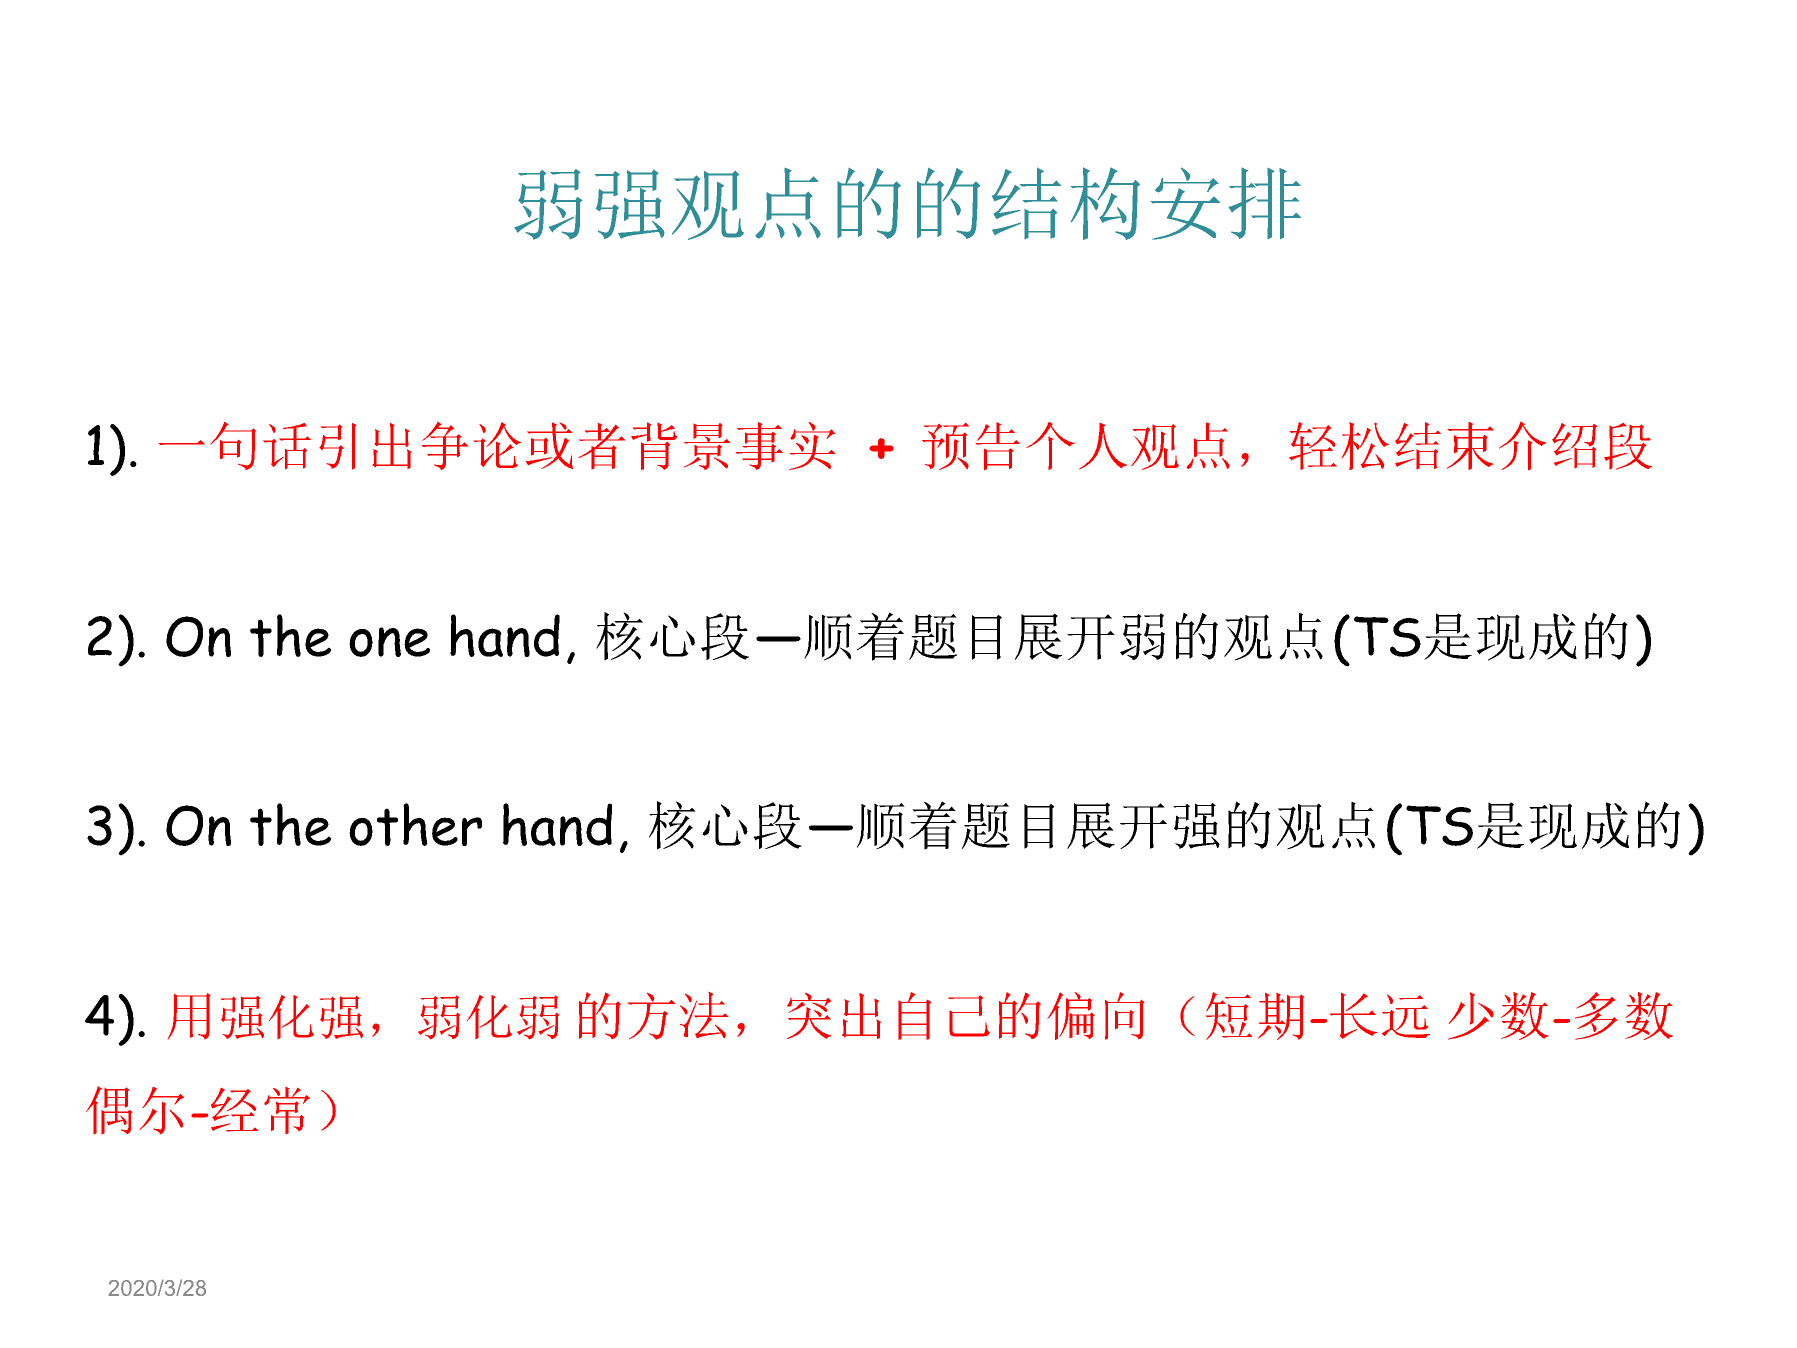 弱强观点的的结构安排
1). 一句话引出争论或者背景事实 + 预告个人观点，轻松结束介绍段
2). On the one hand, 核心段—顺着题目展开弱的观点(TS是现成的)
3). On the other hand, 核心段—顺着题目展开强的观点(TS是现成的)
4). 用强化强，弱化弱 的方法，突出自己的偏向（短期-长远 少数-多数
偶尔-经常）
2020/3/28